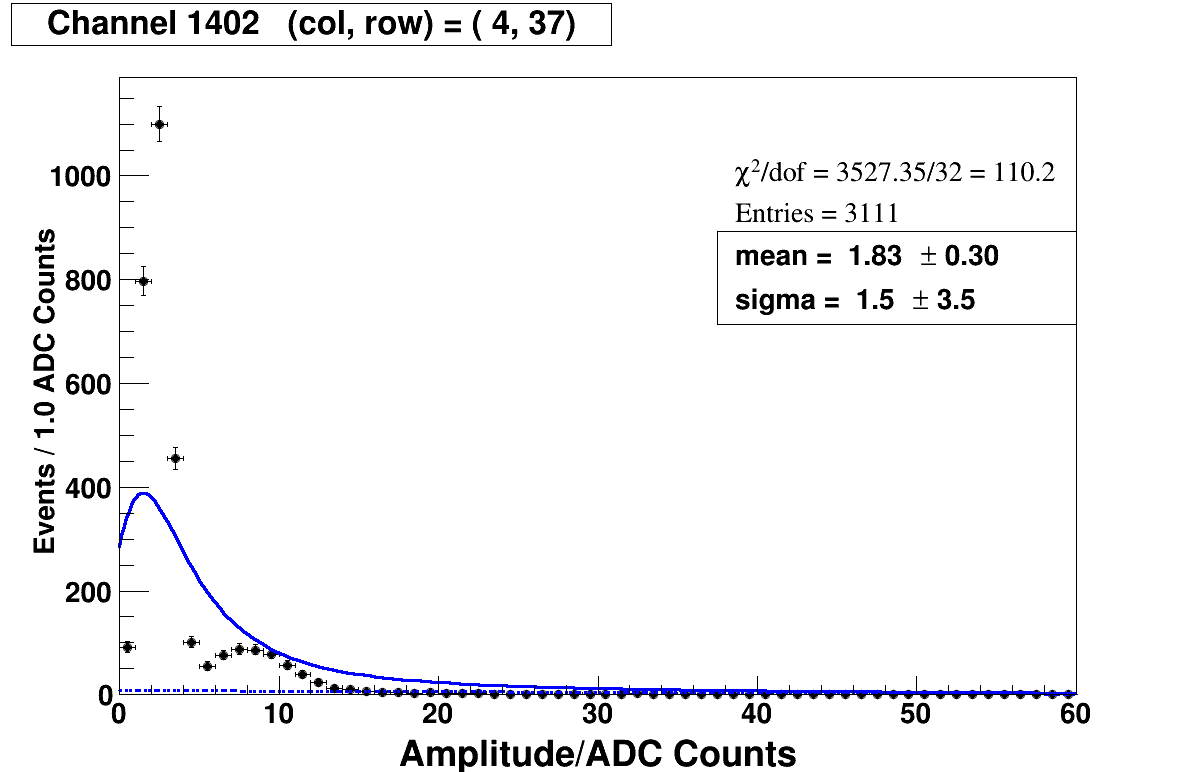 Channel 1402 (col, row) = ( 4, 37)
χ²/dof = 3527.35/32 = 110.2
Entries = 3111
mean = 1.83 ± 0.30
sigma = 1.5 ± 3.5
Events / 1.0 ADC Counts
1000
800
600
400
200
0
0 10 20 30 40 50 60
Amplitude/ADC Counts